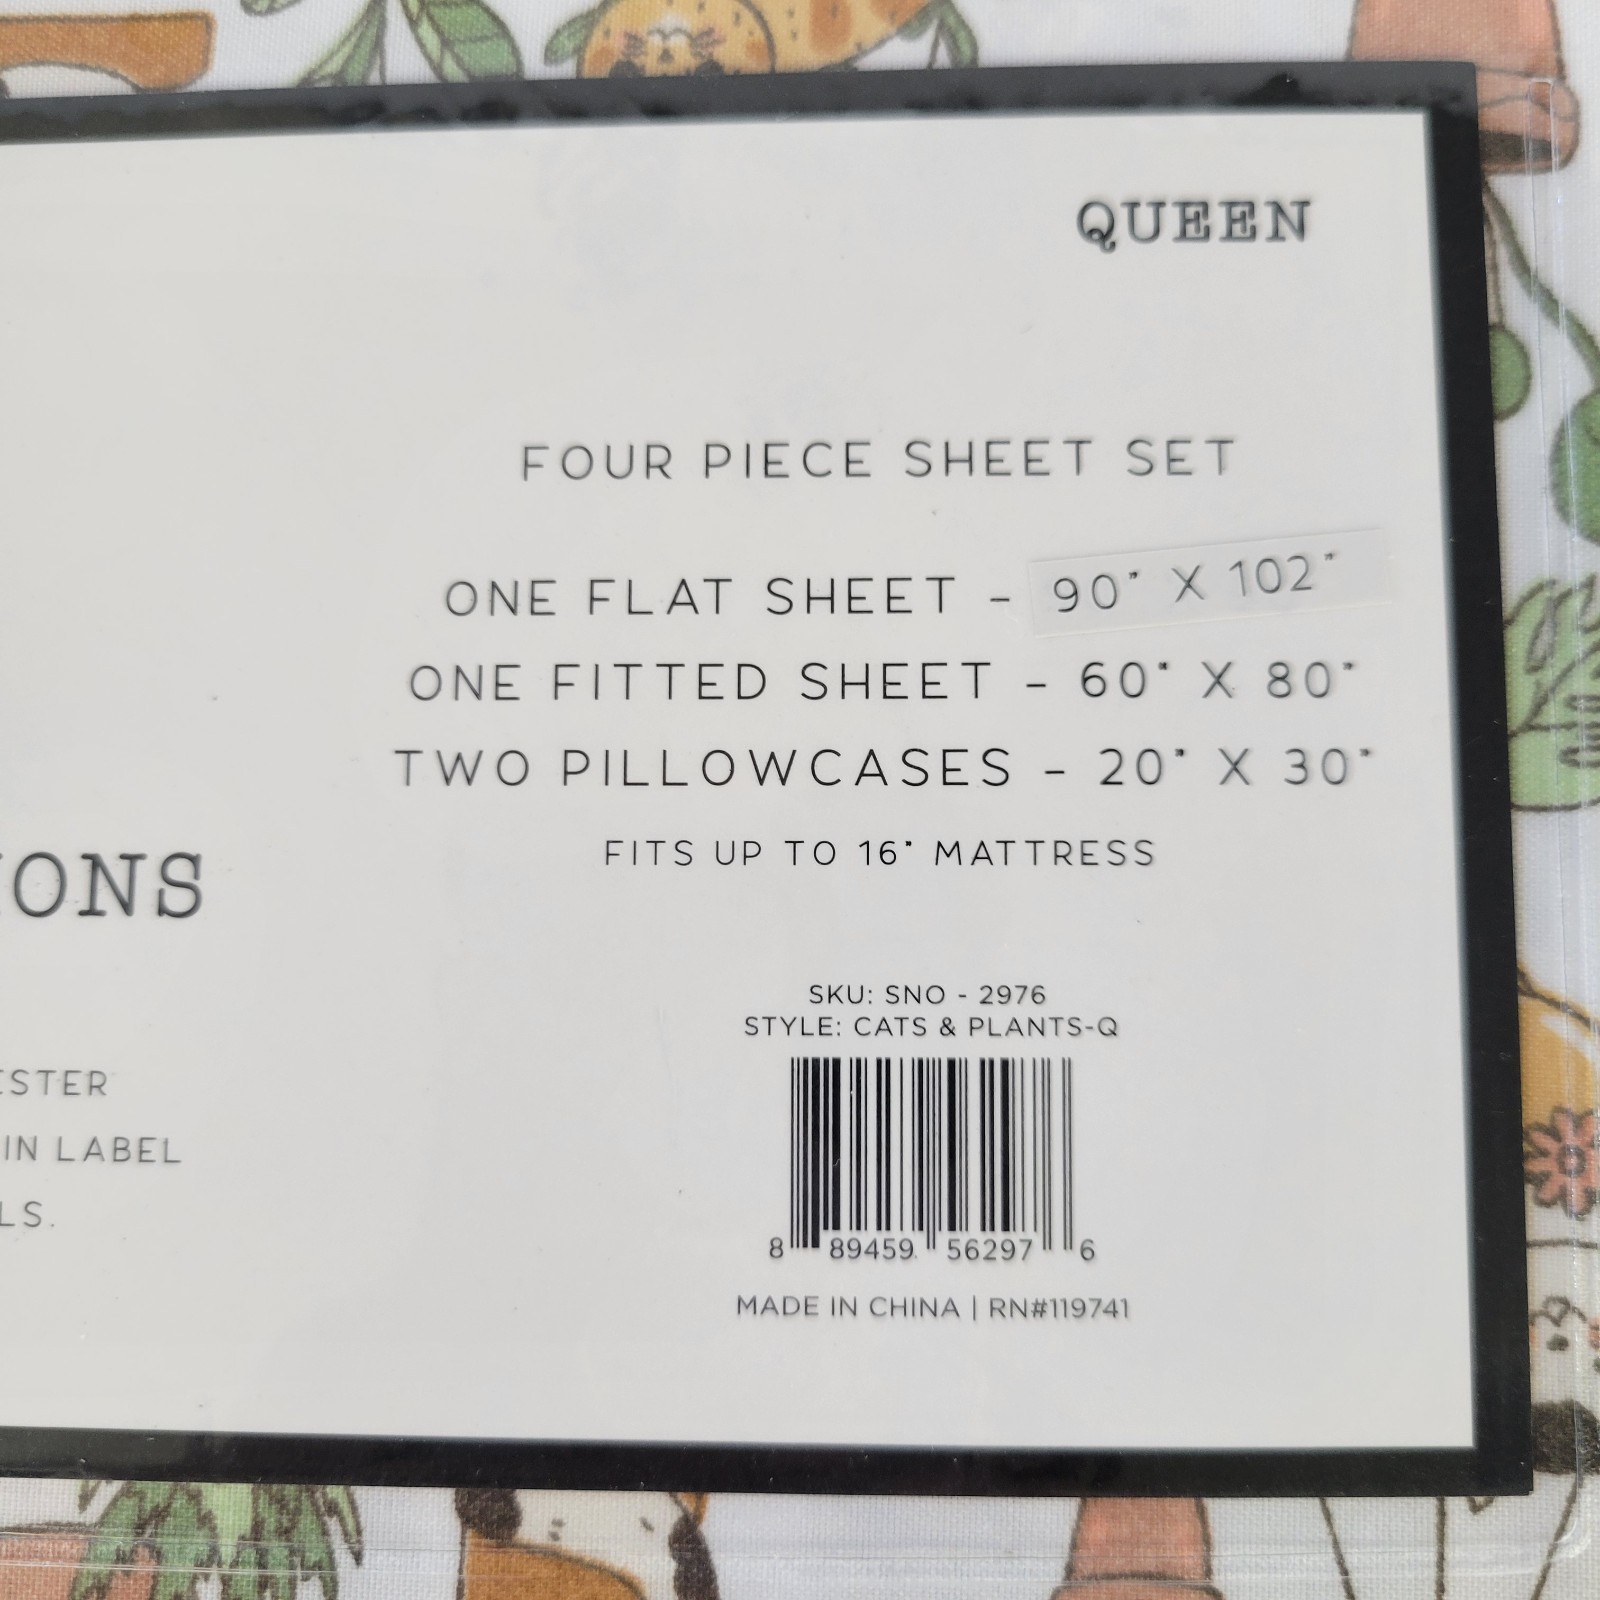 QUEEN
FOUR PIECE SHEET SET
ONE FLAT SHEET - 90" X 102"
ONE FITTED SHEET - 60" X 80"
TWO PILLOWCASES - 20" X 30"
FITS UP TO 16" MATTRESS
IONS
ESTER
IN LABEL
LS.
SKU: SNO - 2976
STYLE: CATS & PLANTS-Q
8 89459 56297 6
MADE IN CHINA | RN#119741